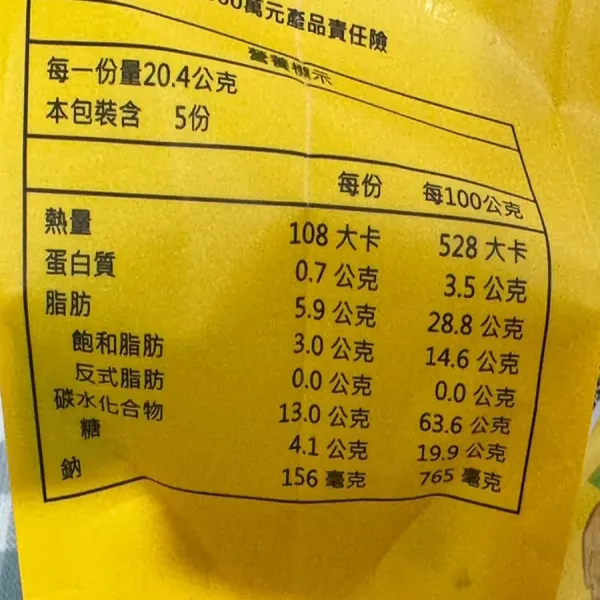 00萬元產品責任險
營養標示
每一份量20.4公克
本包裝含 5份
每份 每100公克
熱量 108 大卡 528 大卡
蛋白質 0.7 公克 3.5 公克
脂肪 5.9 公克 28.8 公克
飽和脂肪 3.0 公克 14.6 公克
反式脂肪 0.0 公克 0.0 公克
碳水化合物 13.0 公克 63.6 公克
糖 4.1 公克 19.9 公克
鈉 156 毫克 765 毫克